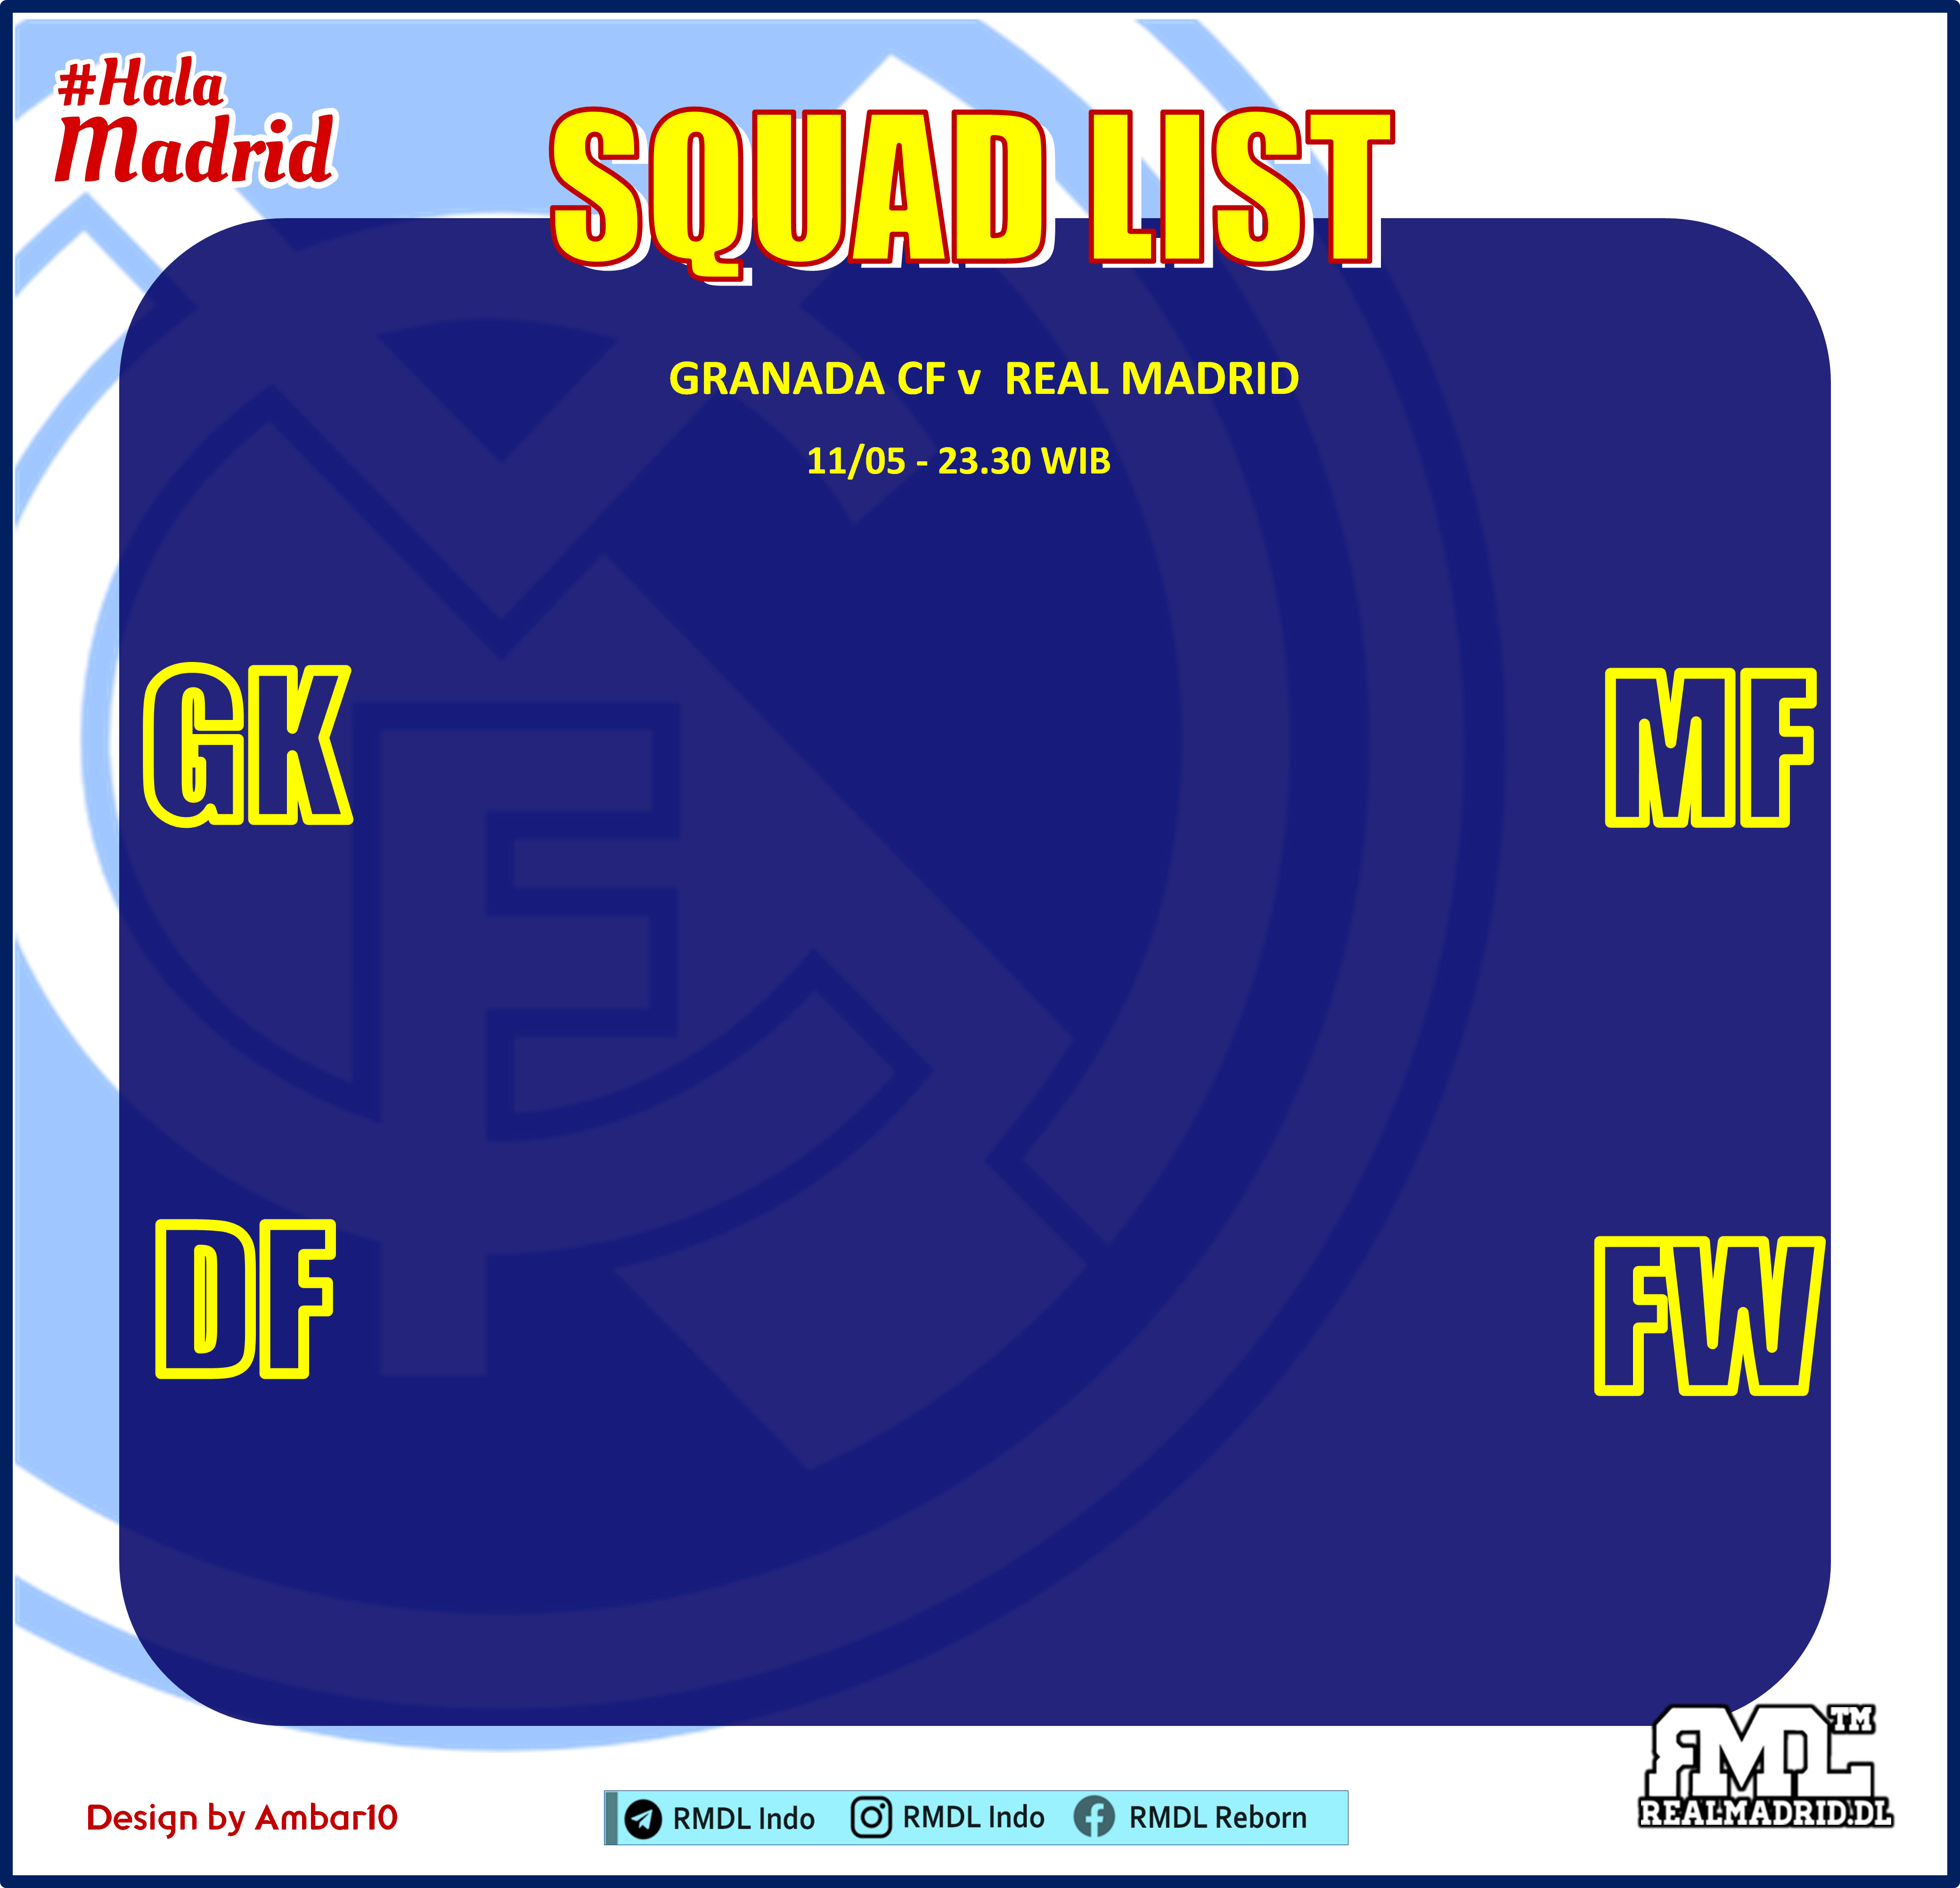 #Hala
Madrid
SQUAD LIST
GRANADA CF v REAL MADRID
11/05 - 23.30 WIB
GK
MF
DF
FW
RMDL TM
REALMADRID.DL
Design by Ambar10
RMDL Indo
RMDL Indo
RMDL Reborn